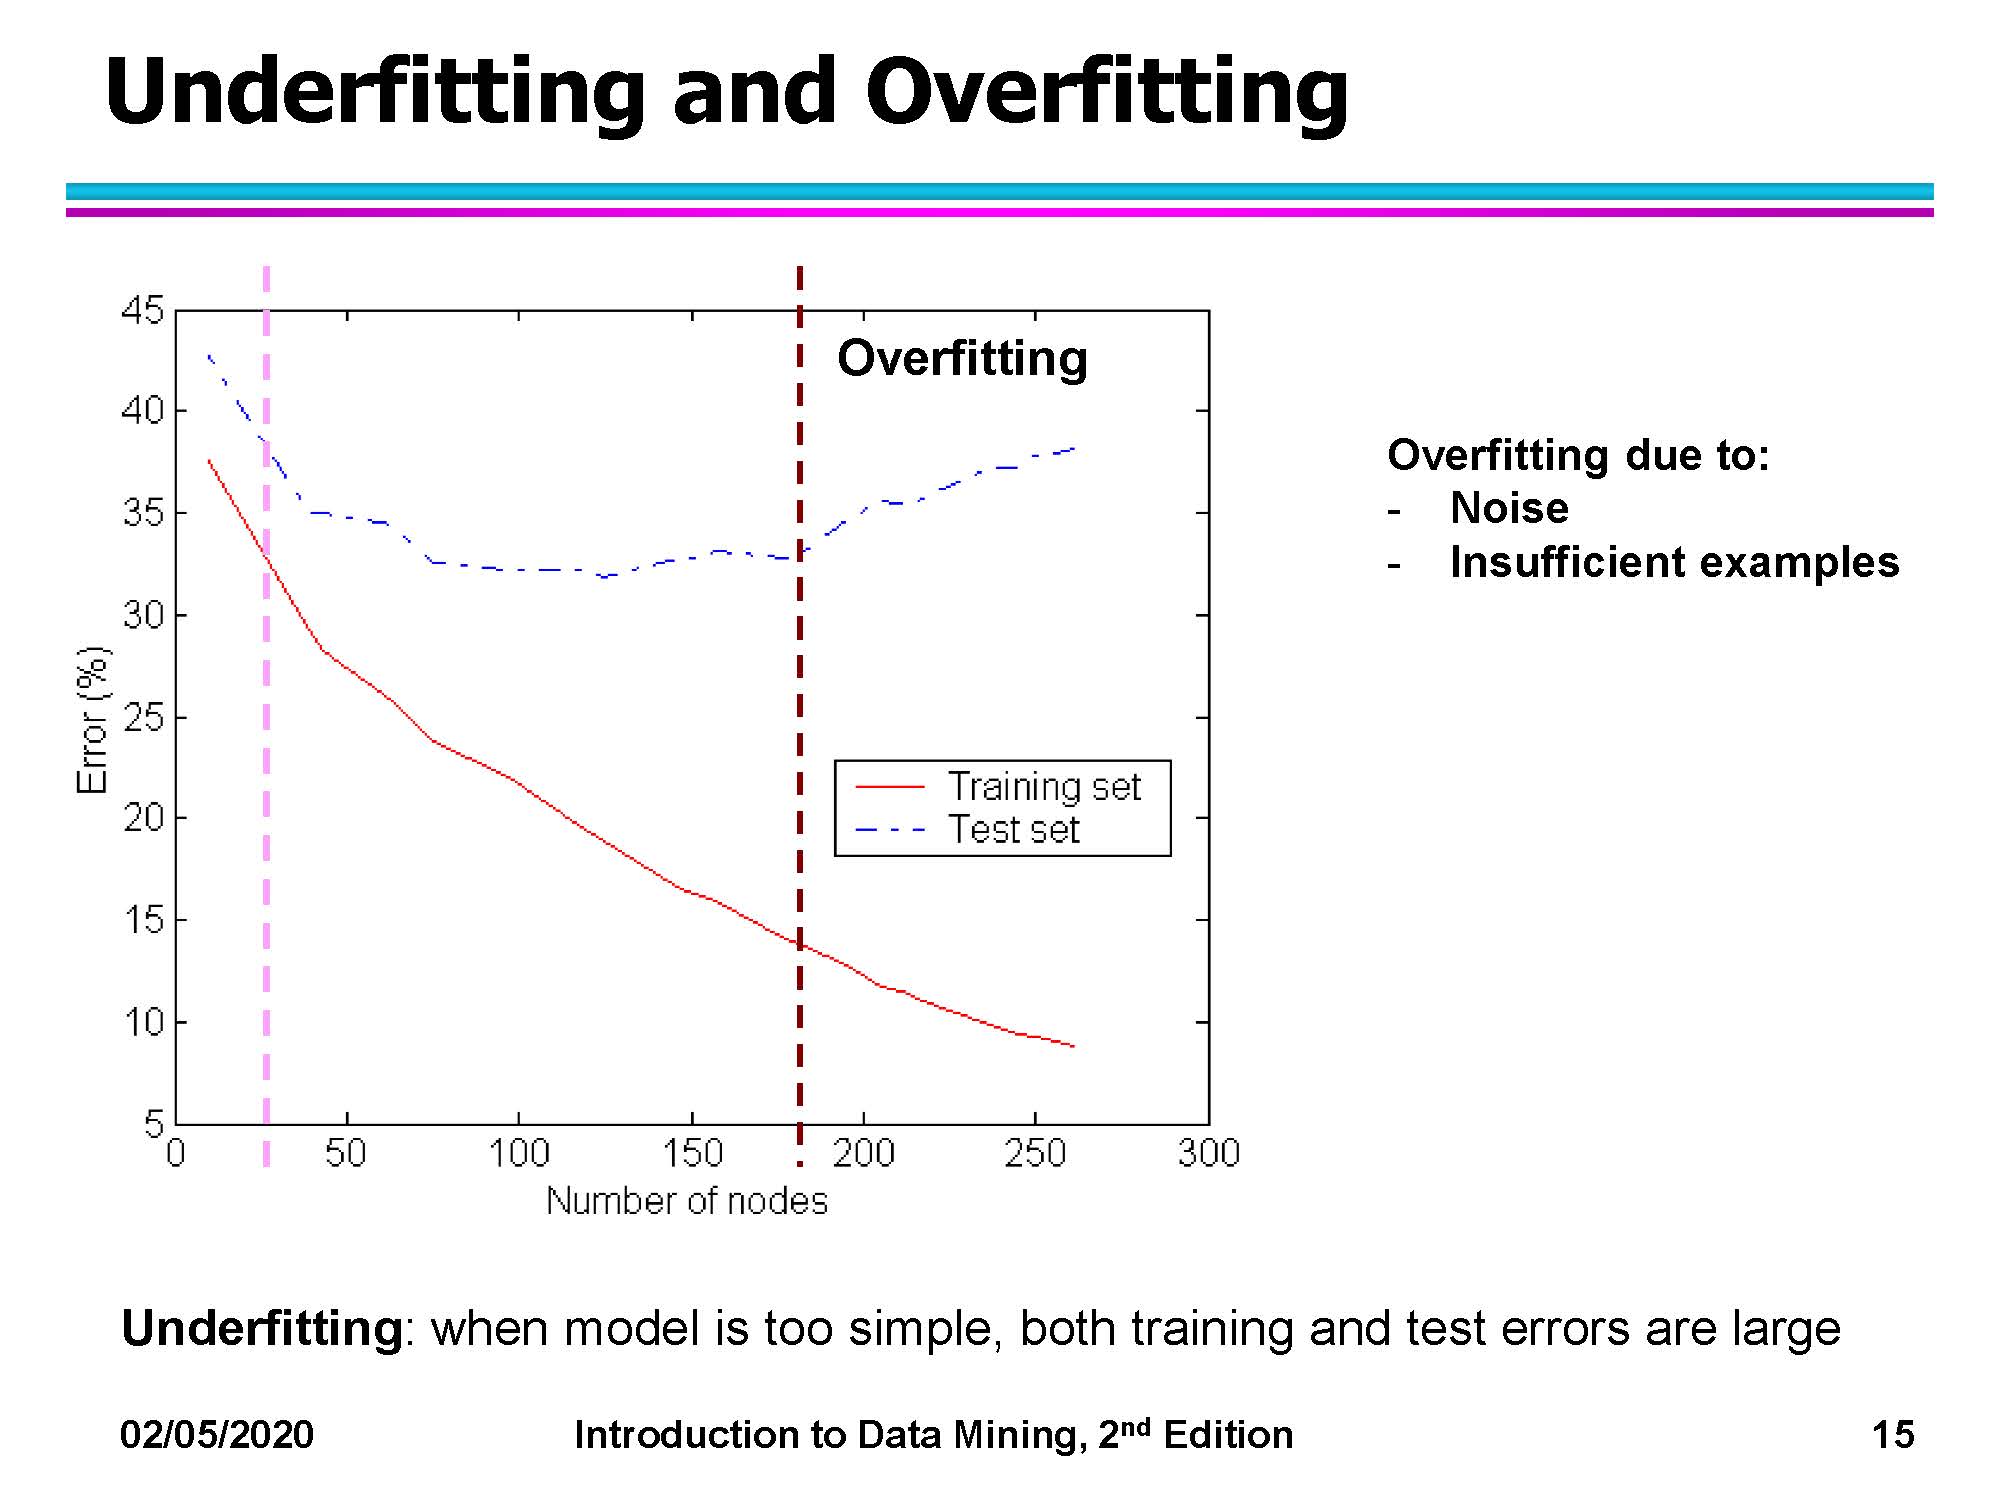 Underfitting and Overfitting
45
Overfitting
40
35
30
25
20
15
10
5
Error (%)
Training set
Test set
0 50 100 150 200 250 300
Number of nodes
Overfitting due to:
- Noise
- Insufficient examples
Underfitting: when model is too simple, both training and test errors are large
02/05/2020 Introduction to Data Mining, 2nd Edition 15